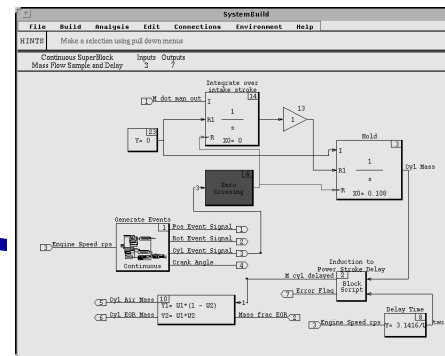 SystemBuild
File Build Analysis Edit Connections Environment Help
HINTS Make a selection using pull down menus
Continuous SuperBlock Inputs Outputs
Mass Flow Sample and Delay 3 7
Integrate over
intake stroke
14
1 M dot man out
I
R1
R
1
s
X0= 0
13
1
23
Y= 0
Hold
3
I
R1
R
1
s
X0= 0.108
Cyl Mass
4
Zero
Crossing
3
Generate Events
1
Continuous
3 Engine Speed rps
Pos Event Signal 1
Rot Event Signal 2
Cyl Event Signal 3
Crank Angle 4
Induction to
Power Stroke Delay
M cyl delayed 2
Block
Script
7 Error Flag
5 Cyl Air Mass 10
Y1= U1*(1 - U2)
6 Cyl EGR Mass Y2= U1*U2
1
Mass frac EGR 2
Delay Time
3 Engine Speed rps
Y= 3.1416/U
tau